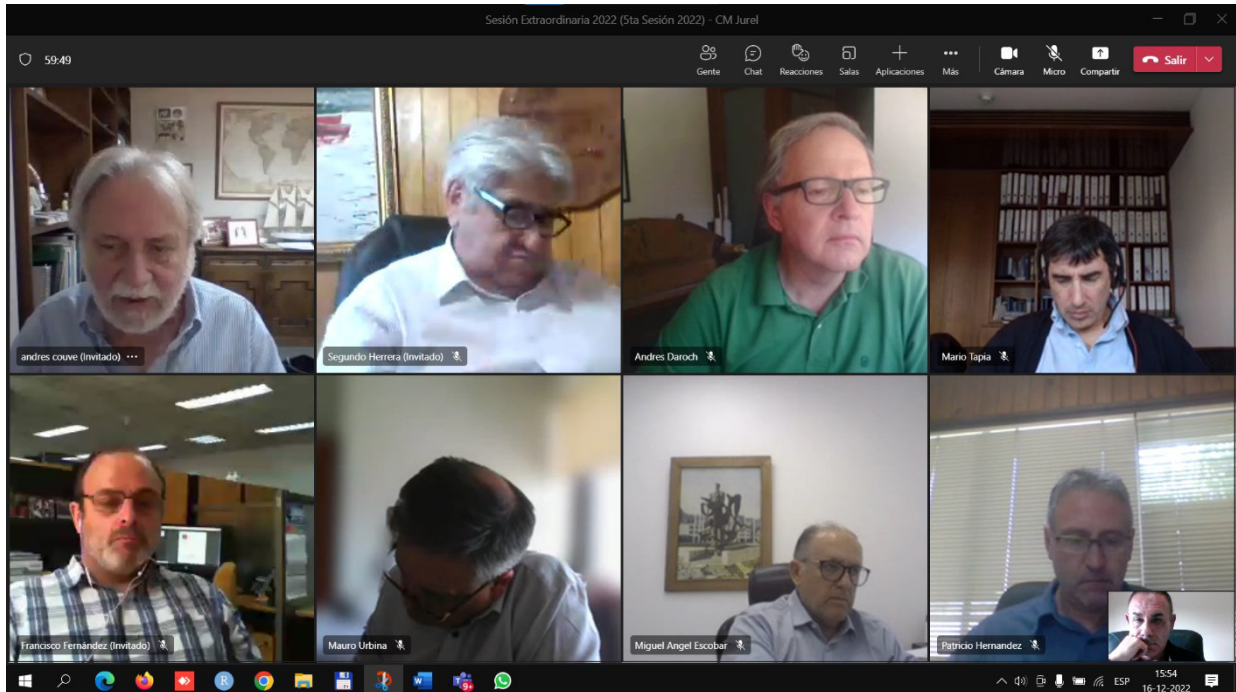 Sesión Extraordinaria 2022 (5ta Sesión 2022) - CM Jurel
59:49
Gente Chat Reacciones Salas Aplicaciones Más Cámara Micro Compartir Salir
andres couve (Invitado)
Segundo Herrera (Invitado)
Andres Daroch
Mario Tapia
Francisco Fernández (Invitado)
Mauro Urbina
Miguel Angel Escobar
Patricio Hernandez
9+
ESP
15:54
16-12-2022